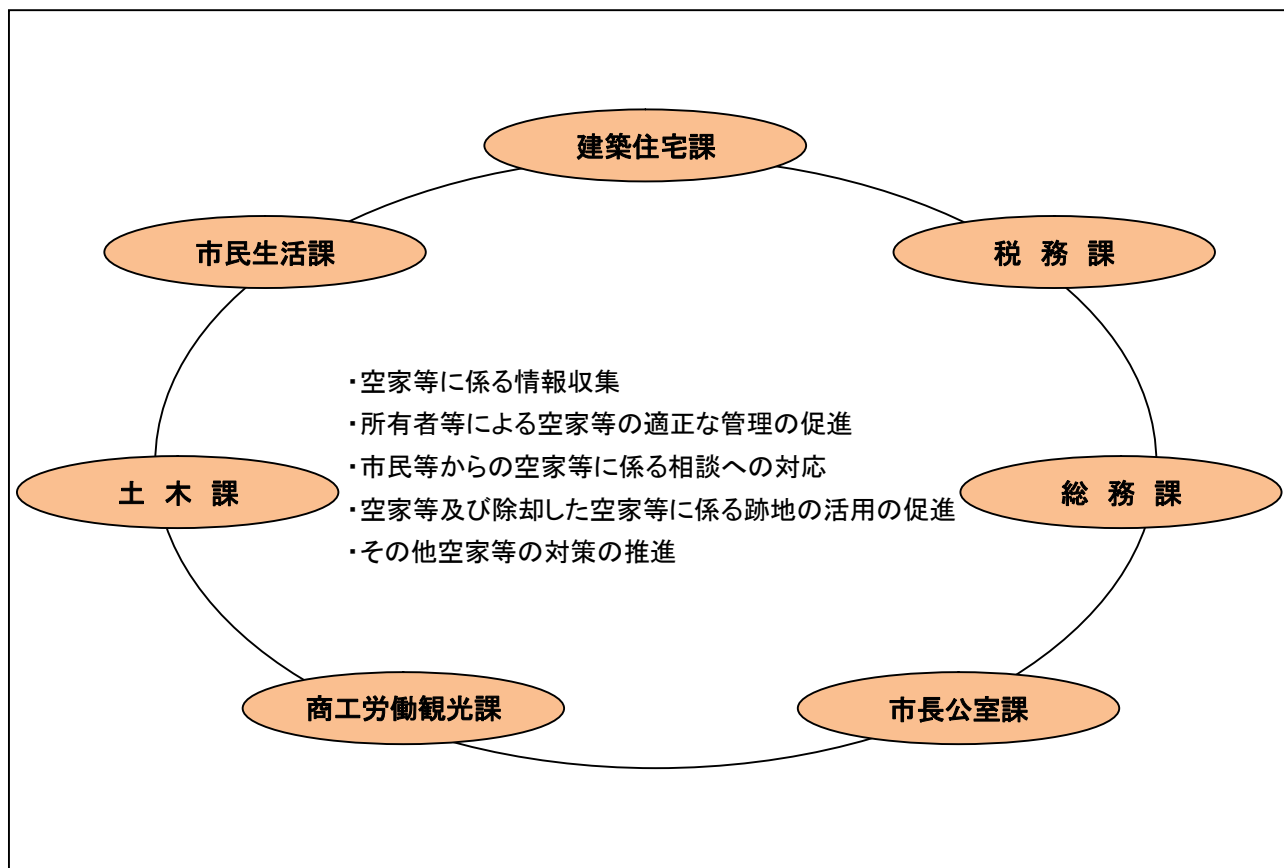 建築住宅課
市民生活課
税 務 課
・空家等に係る情報収集
・所有者等による空家等の適正な管理の促進
・市民等からの空家等に係る相談への対応
・空家等及び除却した空家等に係る跡地の活用の促進
・その他空家等の対策の推進
土 木 課
総 務 課
商工労働観光課
市長公室課